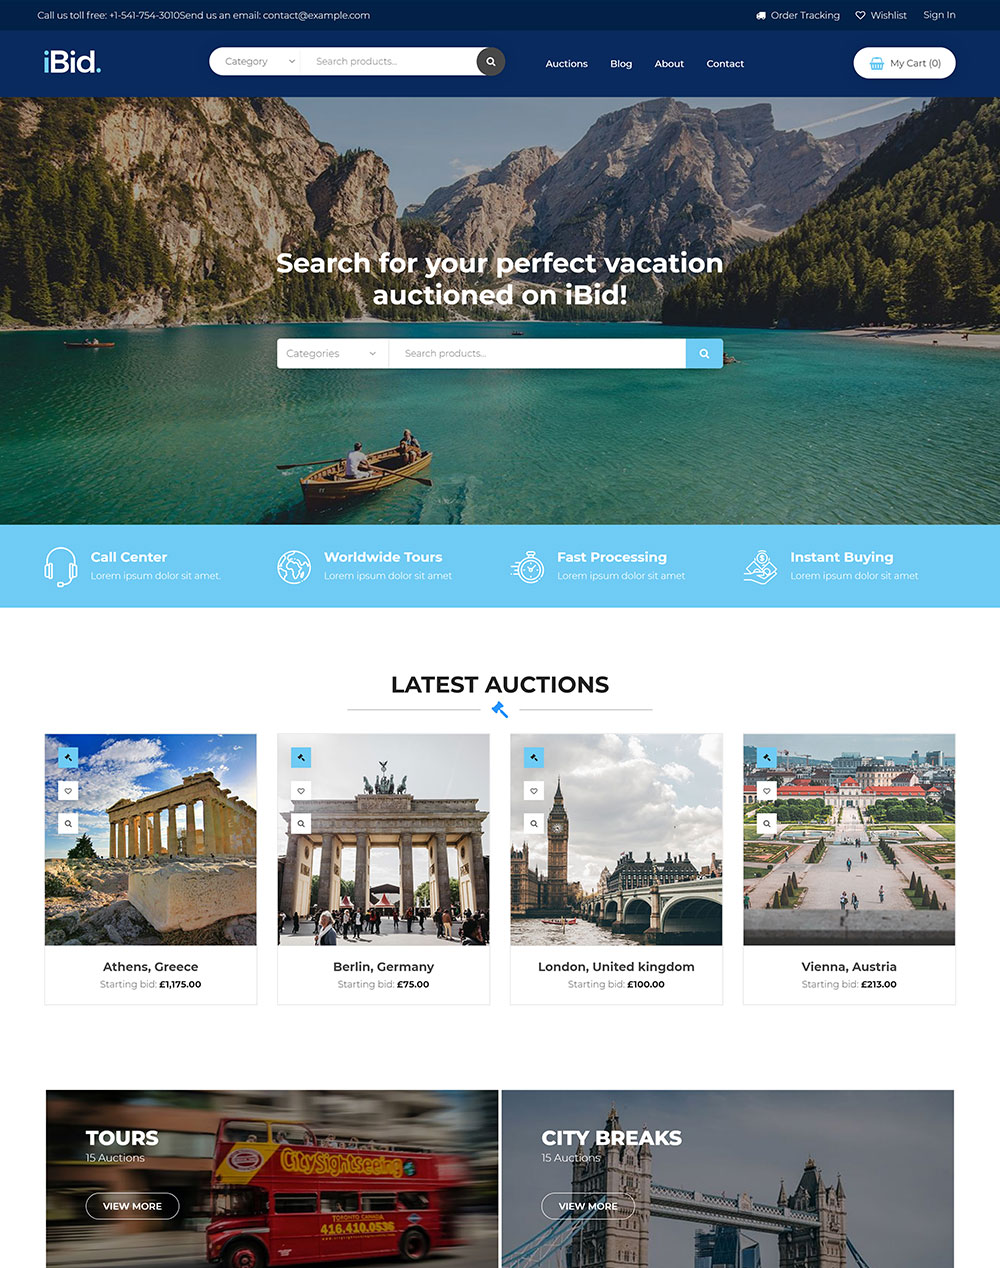 Call us toll free: +1-541-754-3010Send us an email: contact@example.com
Order Tracking
Wishlist
Sign In
iBid.
Category
Search products...
Auctions
Blog
About
Contact
My Cart (0)
Search for your perfect vacation
auctioned on iBid!
Categories
Search products...
Call Center
Lorem ipsum dolor sit amet.
Worldwide Tours
Lorem ipsum dolor sit amet
Fast Processing
Lorem ipsum dolor sit amet
Instant Buying
Lorem ipsum dolor sit amet
LATEST AUCTIONS
Athens, Greece
Starting bid: £1,175.00
Berlin, Germany
Starting bid: £75.00
London, United kingdom
Starting bid: £100.00
Vienna, Austria
Starting bid: £213.00
TOURS
15 Auctions
VIEW MORE
CitySightseeing
TORONTO CANADA
416.410.0536
CITY BREAKS
15 Auctions
VIEW MORE